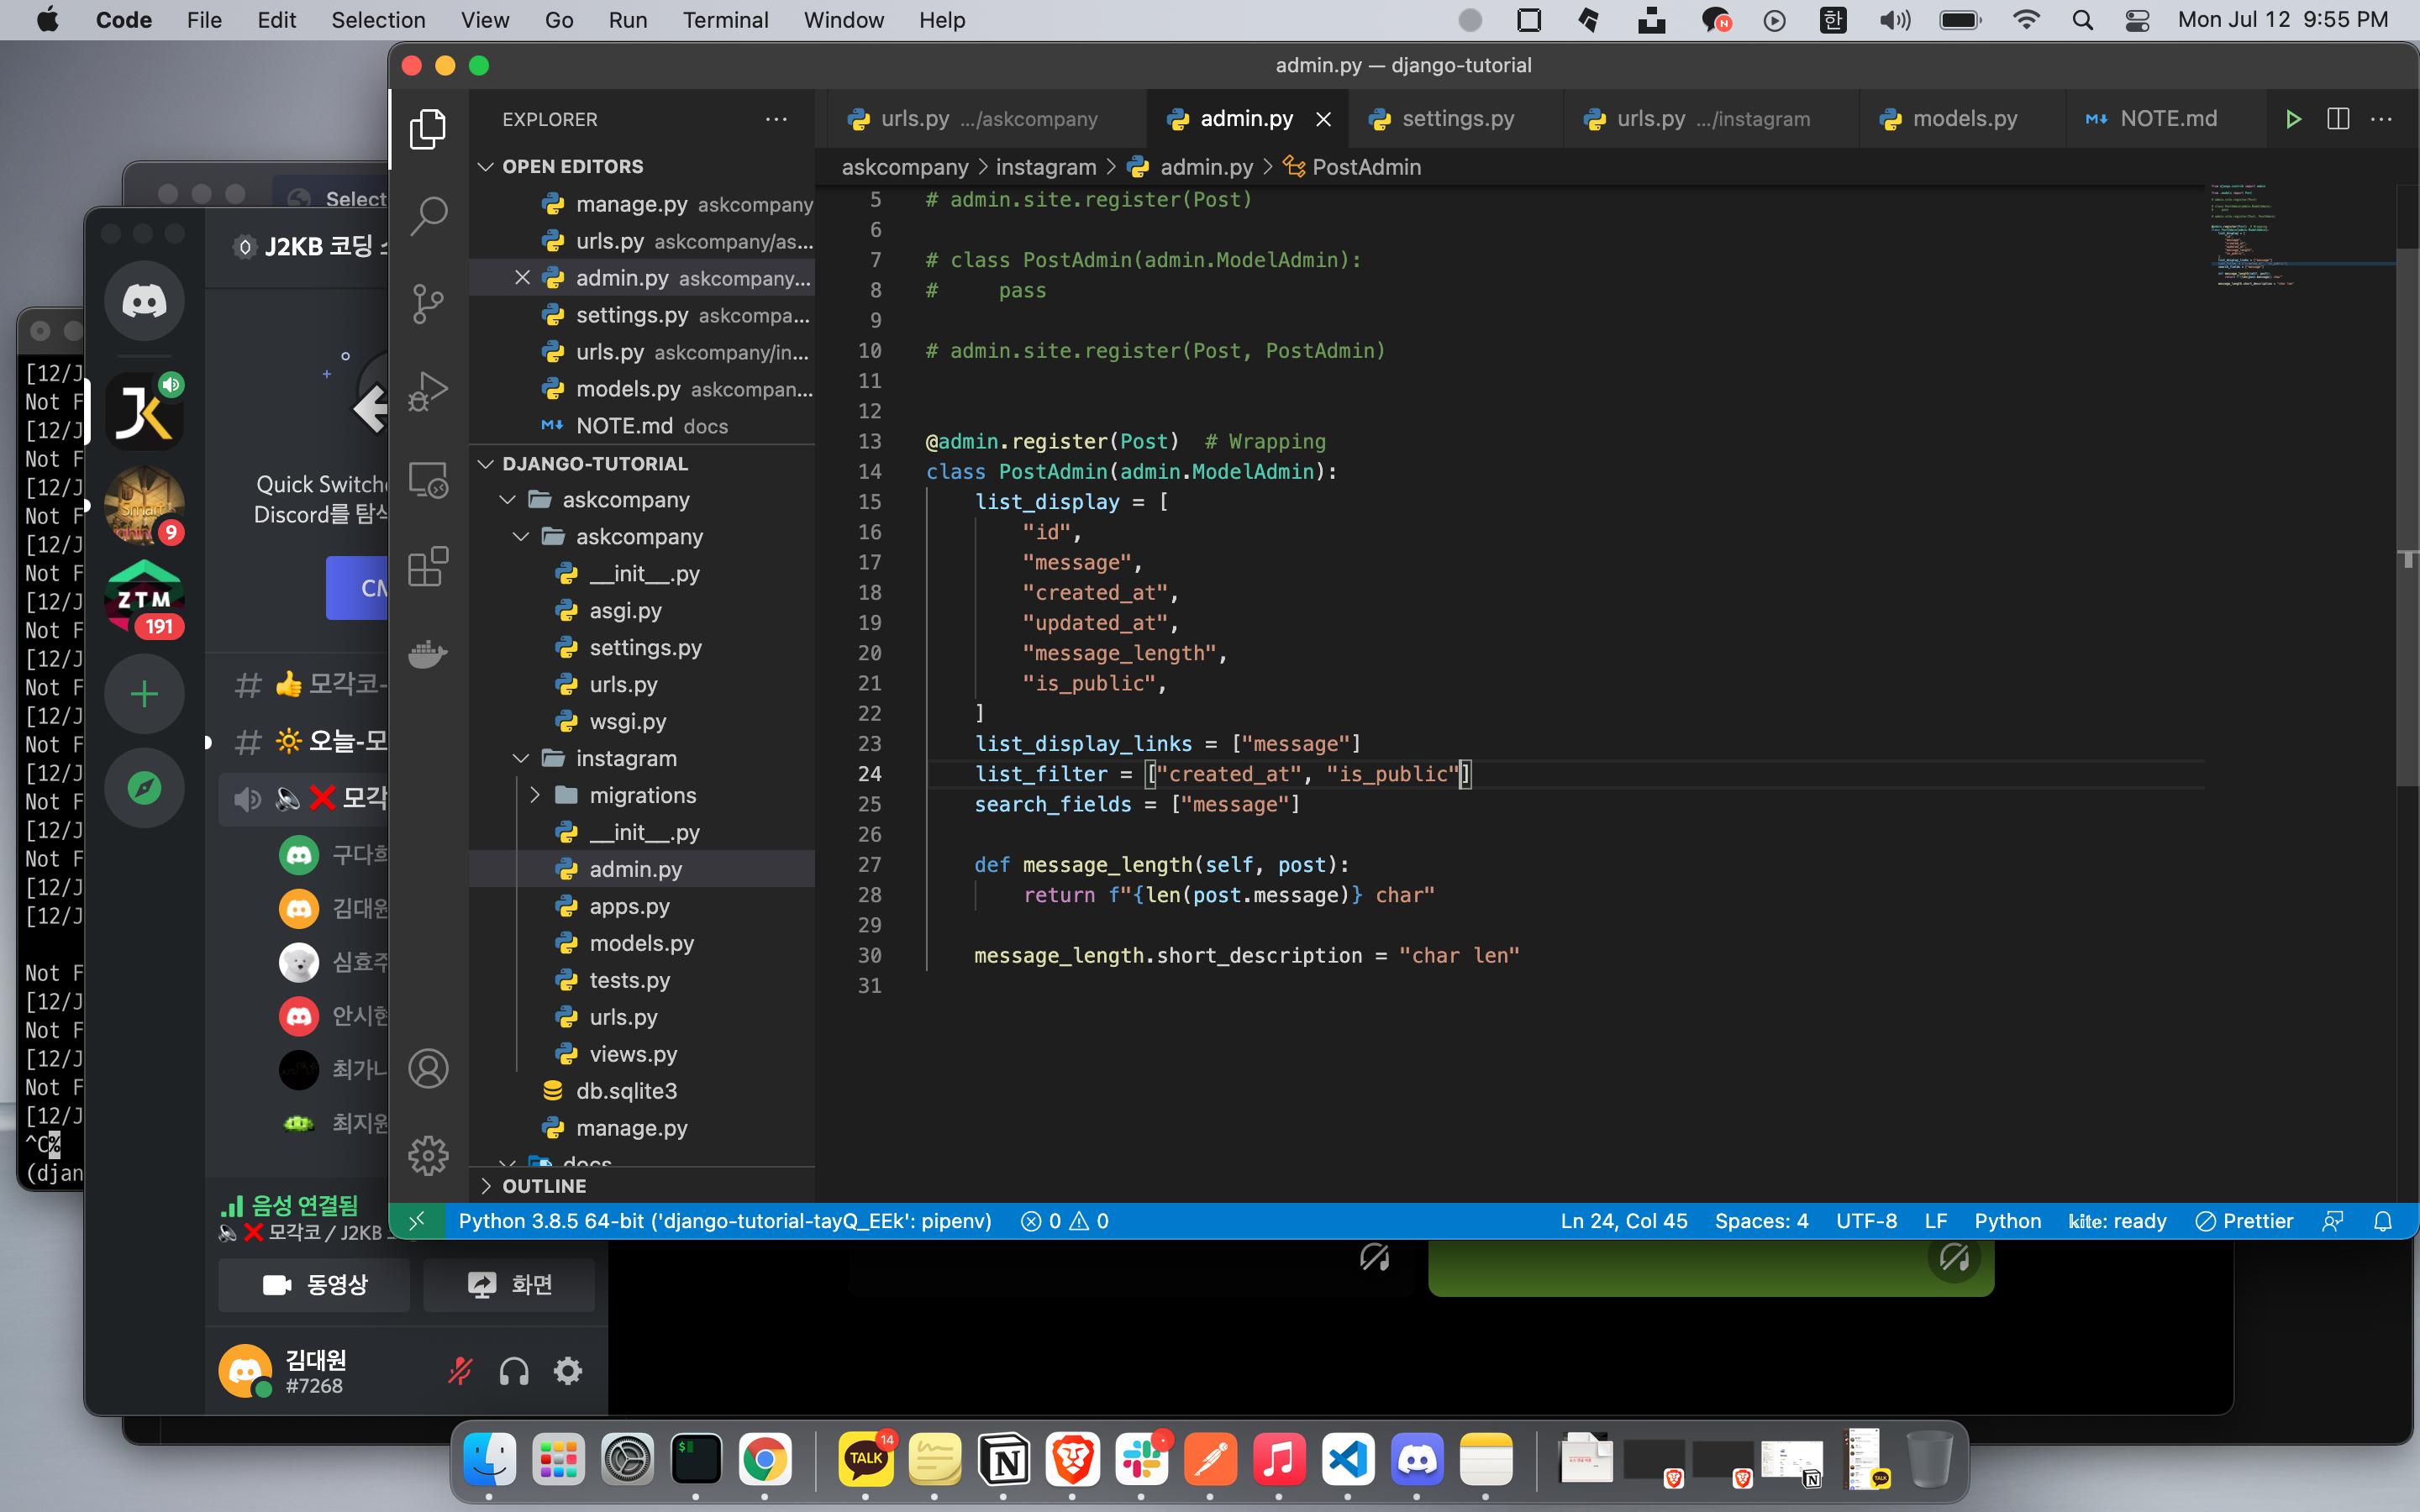 Code File Edit Selection View Go Run Terminal Window Help
한 Mon Jul 12 9:55 PM
admin.py — django-tutorial
EXPLORER
OPEN EDITORS
manage.py askcompany
urls.py askcompany/as...
admin.py askcompany...
settings.py askcompa...
urls.py askcompany/in...
models.py askcompan...
NOTE.md docs
DJANGO-TUTORIAL
askcompany
askcompany
__init__.py
asgi.py
settings.py
urls.py
wsgi.py
instagram
migrations
__init__.py
admin.py
apps.py
models.py
tests.py
urls.py
views.py
db.sqlite3
manage.py
docs
OUTLINE
urls.py .../askcompany
admin.py
settings.py
urls.py .../instagram
models.py
NOTE.md
askcompany > instagram > admin.py > PostAdmin
5 # admin.site.register(Post)
6
7 # class PostAdmin(admin.ModelAdmin):
8 #     pass
9
10 # admin.site.register(Post, PostAdmin)
11
12
13 @admin.register(Post)  # Wrapping
14 class PostAdmin(admin.ModelAdmin):
15     list_display = [
16         "id",
17         "message",
18         "created_at",
19         "updated_at",
20         "message_length",
21         "is_public",
22     ]
23     list_display_links = ["message"]
24     list_filter = ["created_at", "is_public"]
25     search_fields = ["message"]
26
27     def message_length(self, post):
28         return f"{len(post.message)} char"
29
30     message_length.short_description = "char len"
31
Python 3.8.5 64-bit ('django-tutorial-tayQ_EEk': pipenv) 0 0
Ln 24, Col 45 Spaces: 4 UTF-8 LF Python kite: ready Prettier
Select
J2KB 코딩
Quick Switche
Discord를 탐색
CM
# 👍 모각코-
# 오늘-모
모각
구다희
김대원
심효주
안시현
최가
최지원
음성 연결됨
모각코 / J2KB
동영상
화면
김대원
#7268
JK
9
ZTM
191
[12/J
Not F
[12/J
Not F
[12/J
Not F
[12/J
Not F
[12/J
Not F
[12/J
Not F
[12/J
Not F
[12/J
Not F
[12/J
Not F
[12/J
[12/J
Not F
[12/J
Not F
[12/J
Not F
[12/J
^C%
(djan
TALK
14